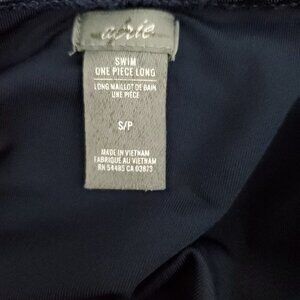 aerie
SWIM
ONE PIECE LONG
LONG MAILLOT DE BAIN
UNE PIÈCE
S/P
MADE IN VIETNAM
FABRIQUÉ AU VIETNAM
RN 54485 CA 03873